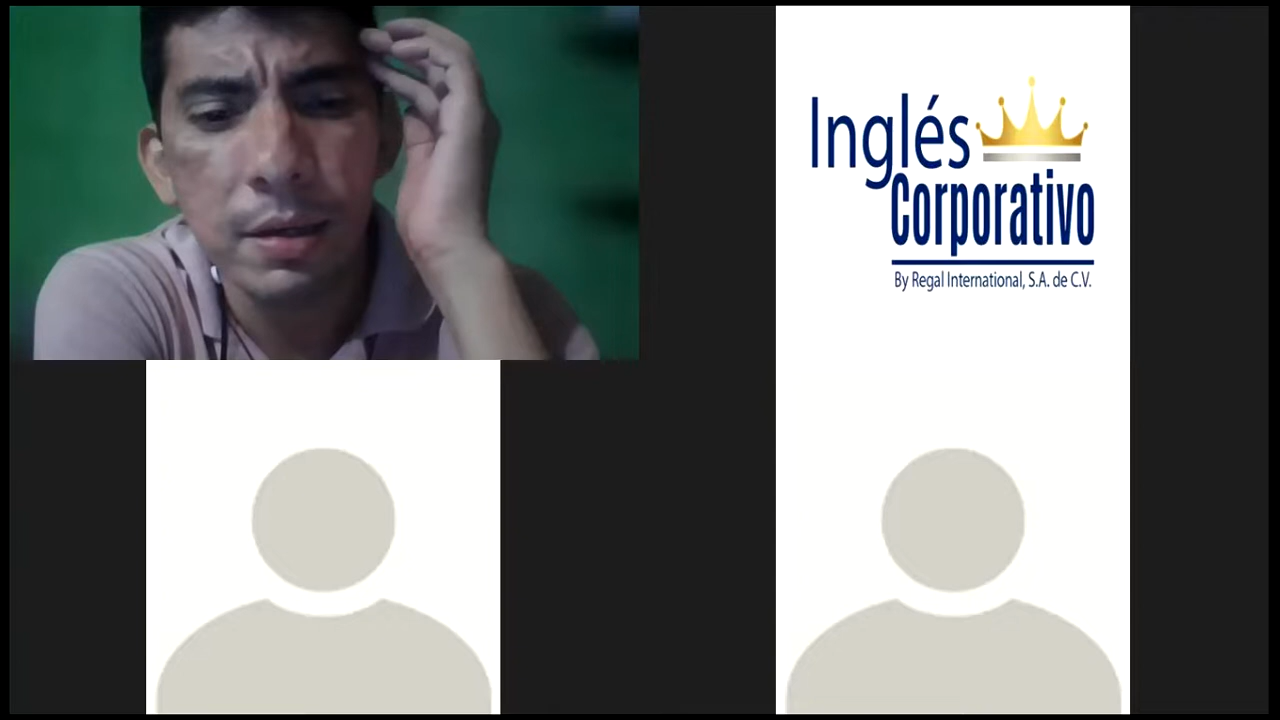 Inglés
Corporativo
By Regal International, S.A. de C.V.